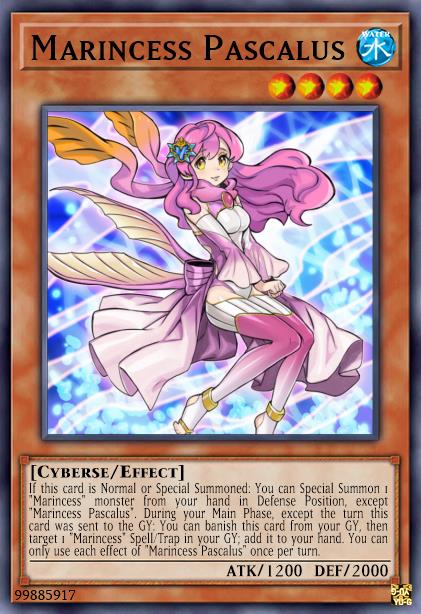 Marincess Pascalus
WATER
水
[Cyberse/Effect]
If this card is Normal or Special Summoned: You can Special Summon 1
"Marincess" monster from your hand in Defense Position, except
"Marincess Pascalus". During your Main Phase, except the turn this
card was sent to the GY: You can banish this card from your GY, then
target 1 "Marincess" Spell/Trap in your GY; add it to your hand. You can
only use each effect of "Marincess Pascalus" once per turn.
ATK/1200 DEF/2000
99885917